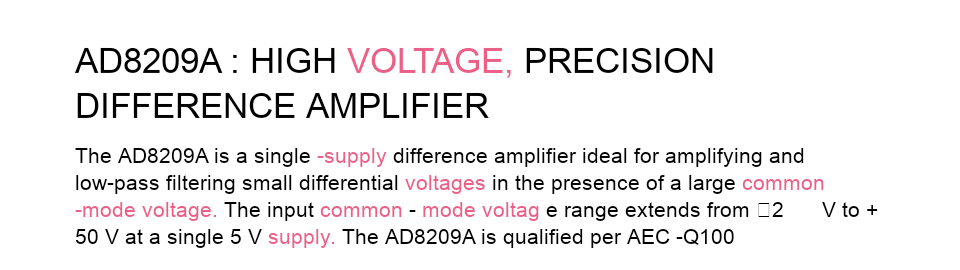 AD8209A : HIGH VOLTAGE, PRECISION
DIFFERENCE AMPLIFIER
The AD8209A is a single -supply difference amplifier ideal for amplifying and
low-pass filtering small differential voltages in the presence of a large common
-mode voltage. The input common - mode voltag e range extends from □2 V to +
50 V at a single 5 V supply. The AD8209A is qualified per AEC -Q100